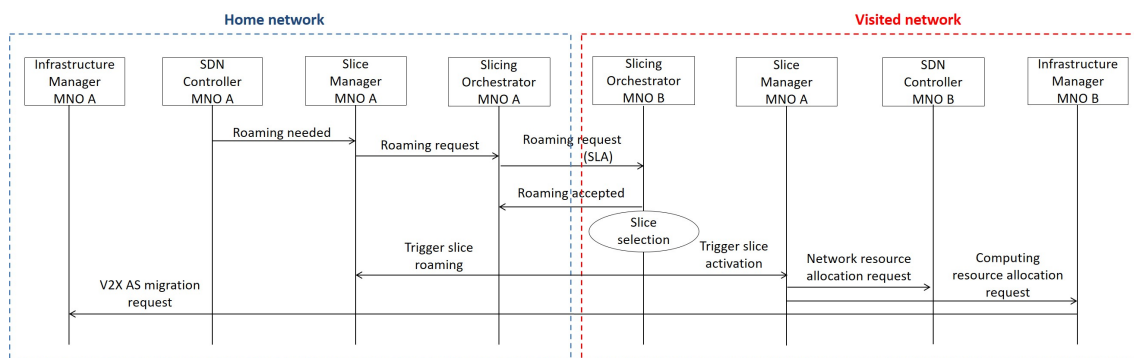 Home network
Visited network
Infrastructure
Manager
MNO A
SDN
Controller
MNO A
Slice
Manager
MNO A
Slicing
Orchestrator
MNO A
Slicing
Orchestrator
MNO B
Slice
Manager
MNO A
SDN
Controller
MNO B
Infrastructure
Manager
MNO B
Roaming needed
Roaming request
Roaming request
(SLA)
Roaming accepted
Slice
selection
Trigger slice
roaming
Trigger slice
activation
Network resource
allocation request
Computing
resource allocation
request
V2X AS migration
request